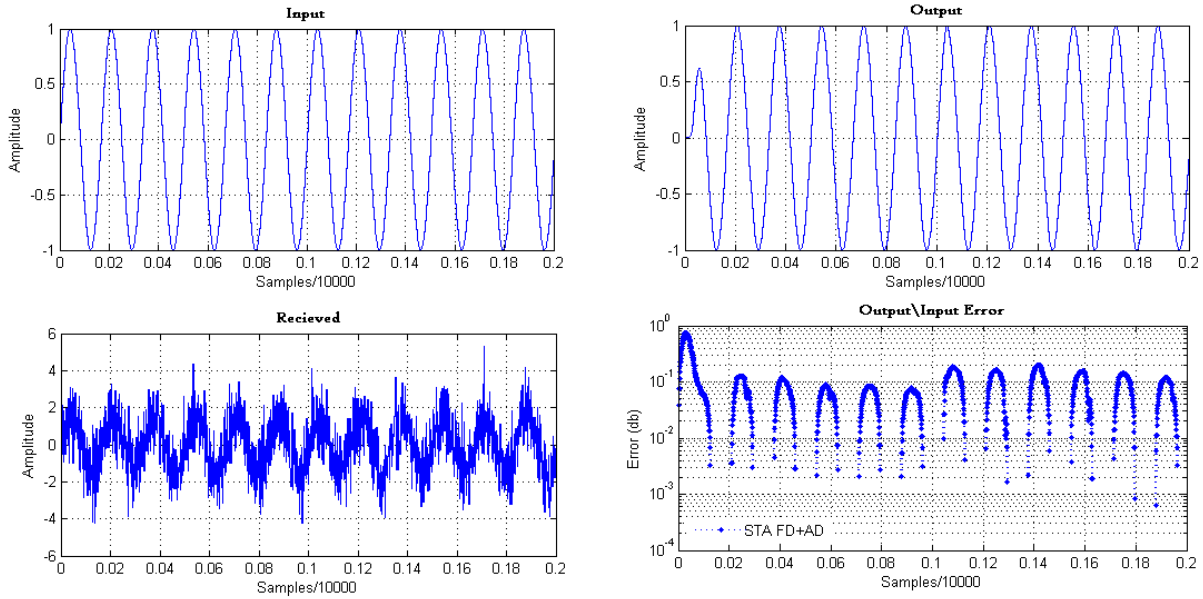 Input
1
0.5
0
-0.5
-1
Amplitude
0 0.02 0.04 0.06 0.08 0.1 0.12 0.14 0.16 0.18 0.2
Samples/10000
Output
1
0.5
0
-0.5
-1
Amplitude
0 0.02 0.04 0.06 0.08 0.1 0.12 0.14 0.16 0.18 0.2
Samples/10000
Recieved
6
4
2
0
-2
-4
-6
Amplitude
0 0.02 0.04 0.06 0.08 0.10 0.12 0.14 0.16 0.18 0.2
Samples/10000
Output\Input Error
10^0
10^-1
10^-2
10^-3
10^-4
Error (db)
STA FD+AD
0 0.02 0.04 0.06 0.08 0.1 0.12 0.14 0.16 0.18 0.2
Samples/10000